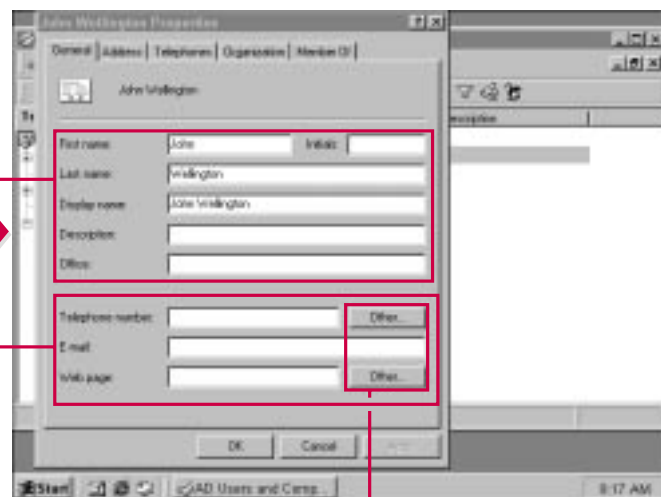 John Wellington Properties
General Address Telephones Organization Member Of
John Wellington
escription
First name: John Initials:
Last name: Wellington
Display name: John Wellington
Description:
Office:
Telephone number: Other...
E-mail:
Web page: Other...
OK Cancel
Start AD Users and Comp... 8:17 AM